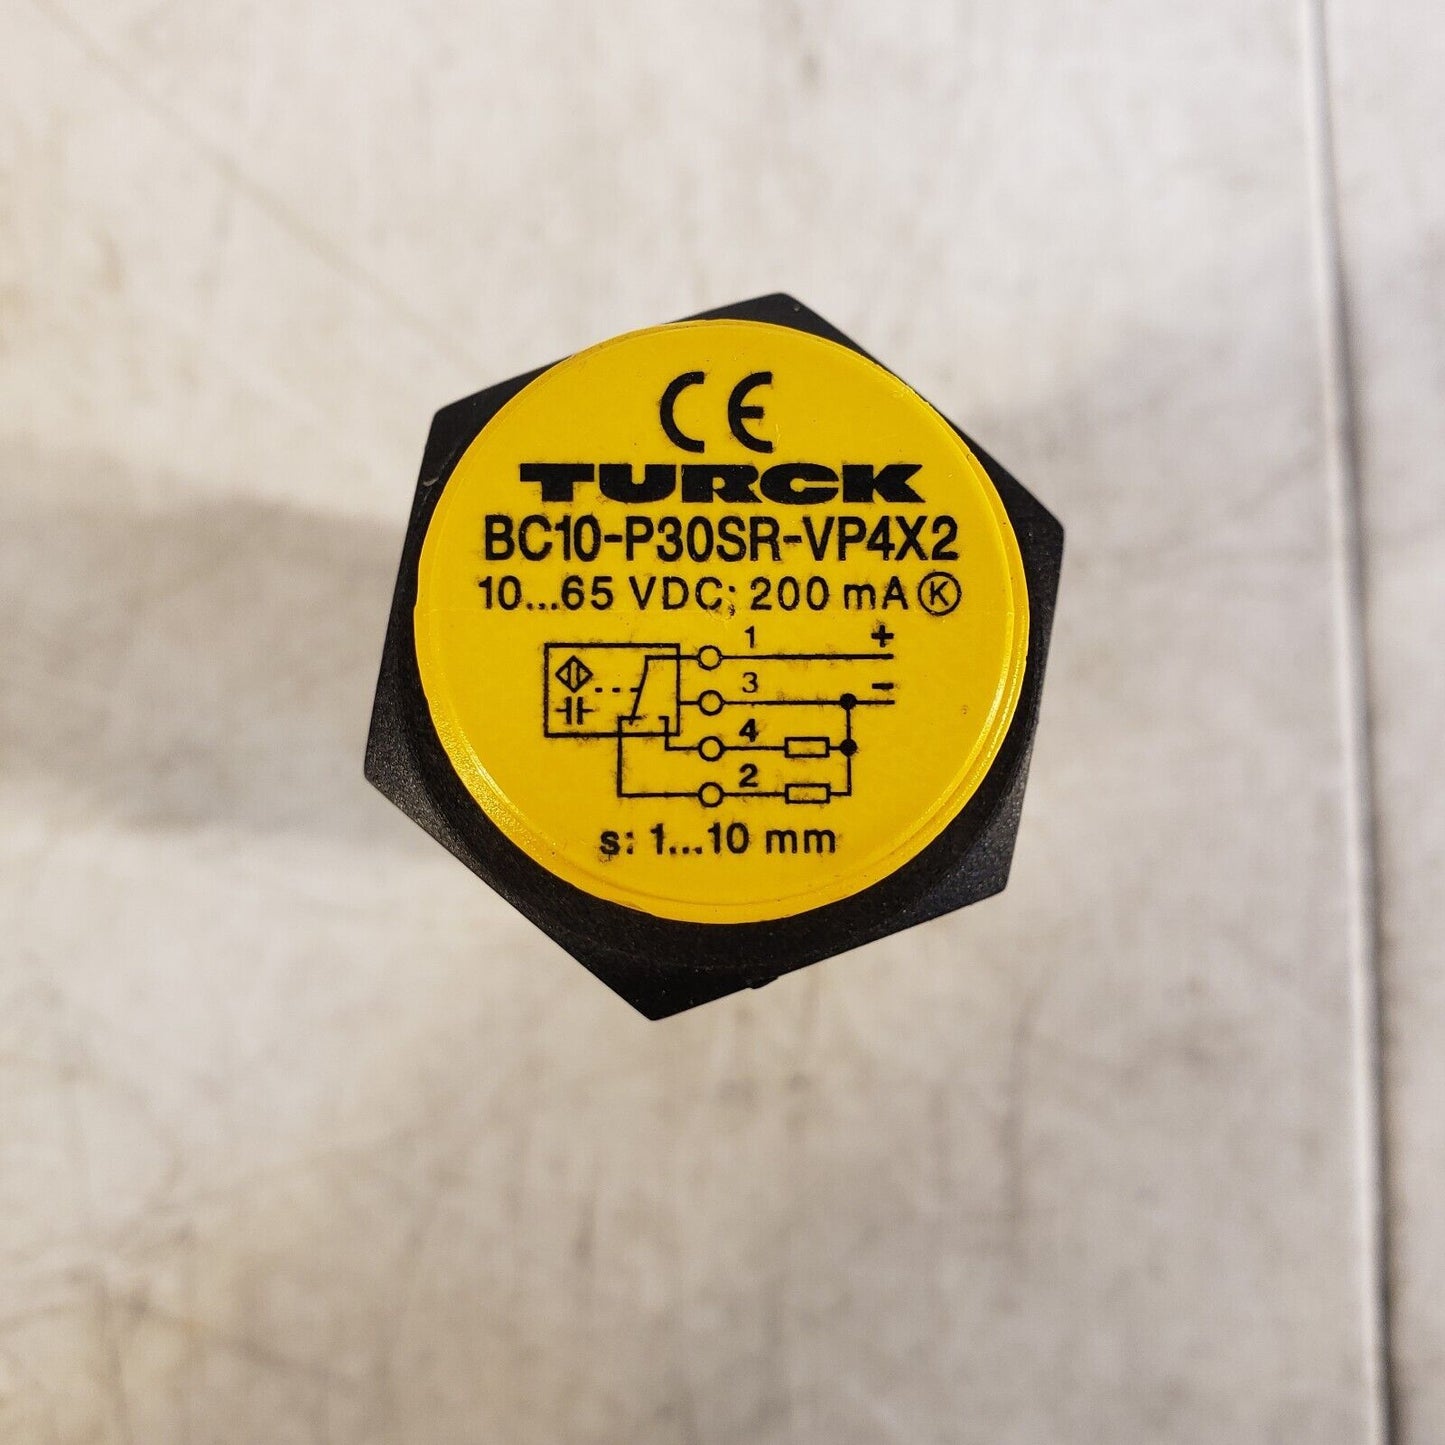 CE
TURCK
BC10-P30SR-VP4X2
10...65 VDC; 200 mA K
1 +
3 -
4
2
s: 1...10 mm